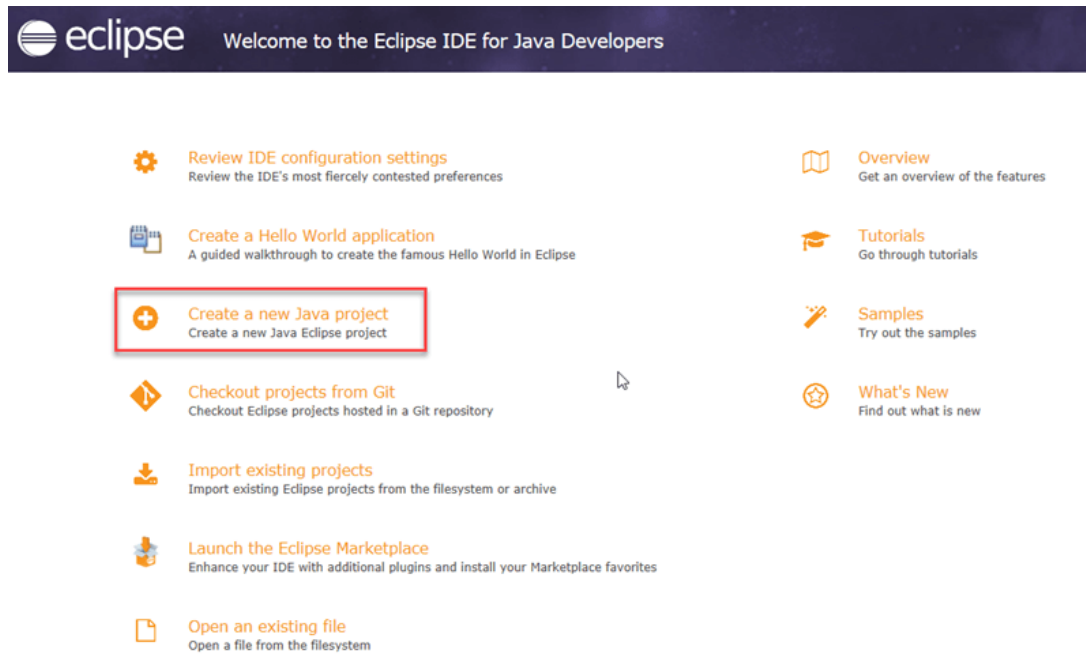 eclipse Welcome to the Eclipse IDE for Java Developers
Review IDE configuration settings
Review the IDE's most fiercely contested preferences
Create a Hello World application
A guided walkthrough to create the famous Hello World in Eclipse
Create a new Java project
Create a new Java Eclipse project
Checkout projects from Git
Checkout Eclipse projects hosted in a Git repository
Import existing projects
Import existing Eclipse projects from the filesystem or archive
Launch the Eclipse Marketplace
Enhance your IDE with additional plugins and install your Marketplace favorites
Open an existing file
Open a file from the filesystem
Overview
Get an overview of the features
Tutorials
Go through tutorials
Samples
Try out the samples
What's New
Find out what is new